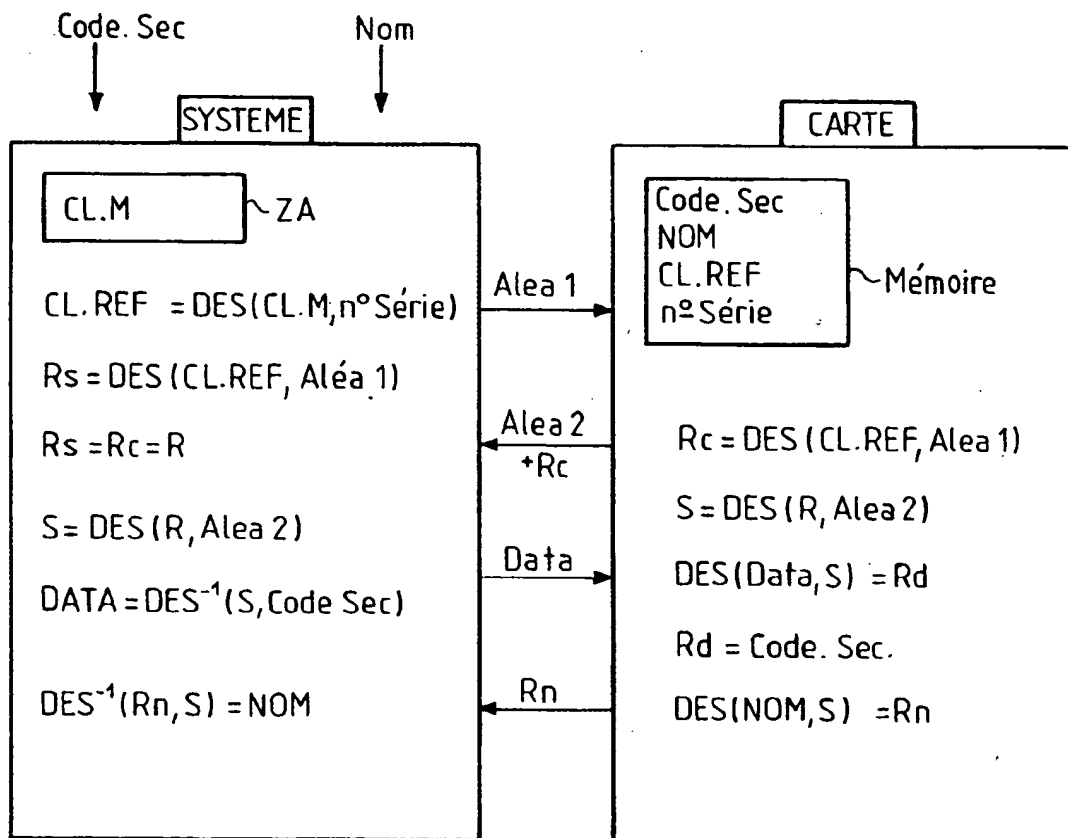 Code. Sec
Nom
SYSTEME
CL.M
ZA
CL.REF = DES(CL.M, n° Série)
Rs = DES(CL.REF, Aléa 1)
Rs = Rc = R
S = DES(R, Alea 2)
DATA = DES⁻¹(S, Code Sec)
DES⁻¹(Rn, S) = NOM
Alea 1
Alea 2
+Rc
Data
Rn
CARTE
Code. Sec
NOM
CL.REF
nº Série
Mémoire
Rc = DES(CL.REF, Alea 1)
S = DES(R, Alea 2)
DES(Data, S) = Rd
Rd = Code. Sec.
DES(NOM, S) = Rn